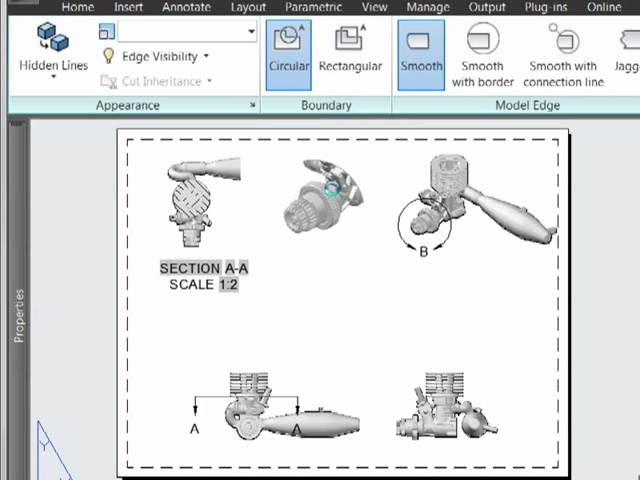 Home Insert Annotate Layout Parametric View Manage Output Plug-ins Online
Hidden Lines
Edge Visibility
Cut Inheritance
Circular
Rectangular
Smooth
Smooth
with border
Smooth with
connection line
Jagge
Appearance
Boundary
Model Edge
Properties
B
SECTION A-A
SCALE 1:2
A
A
Y